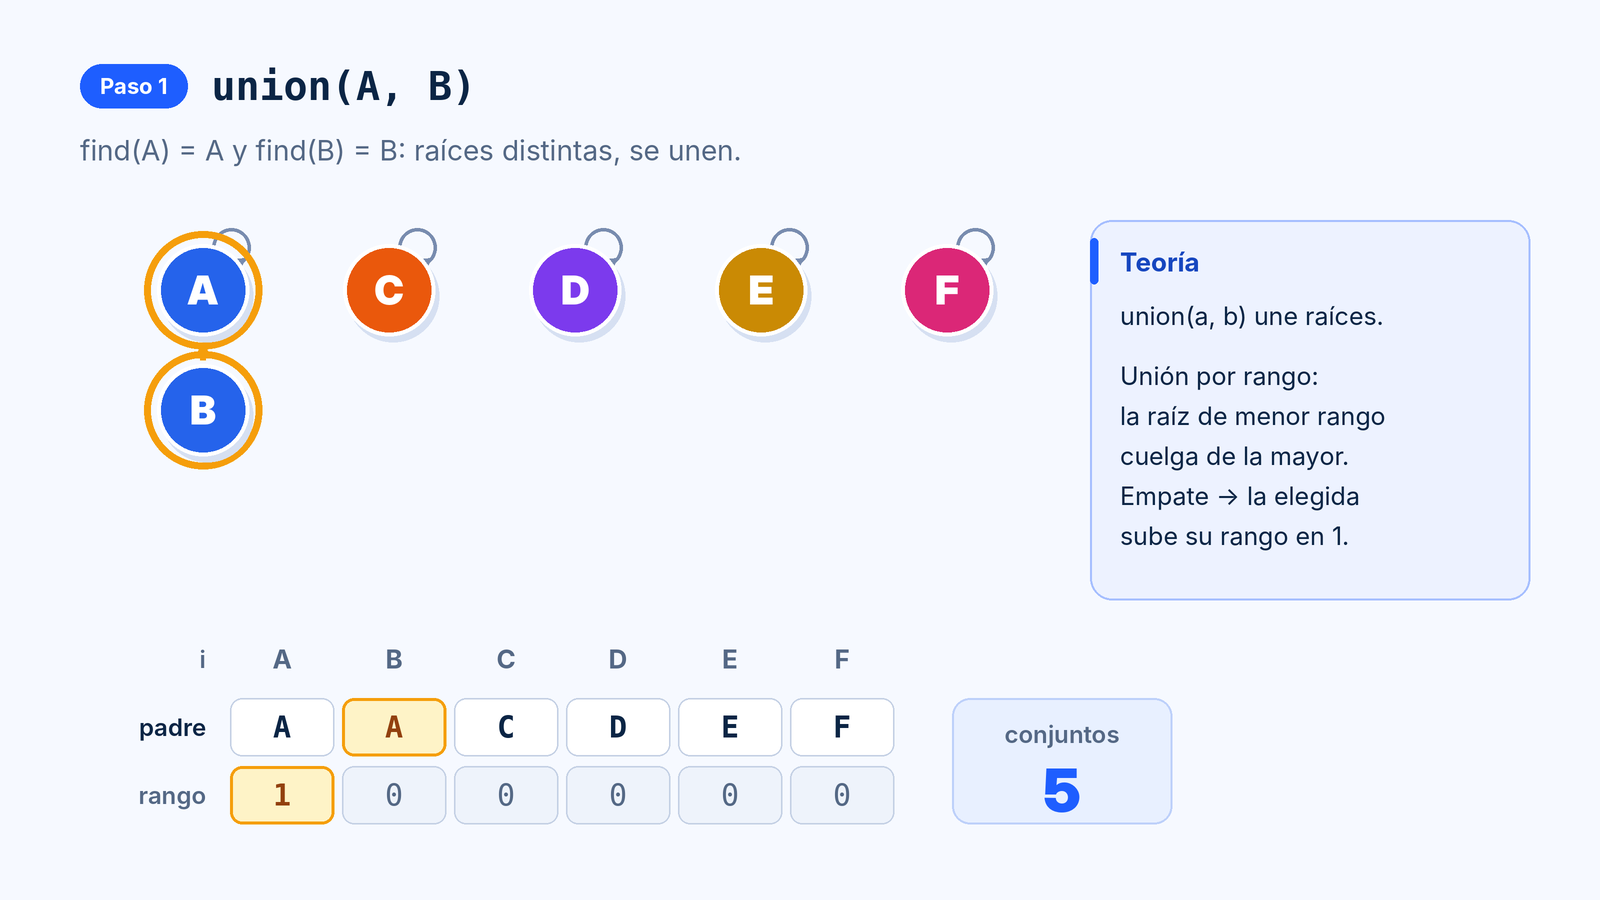 Paso 1
union(A, B)
find(A) = A y find(B) = B: raíces distintas, se unen.
A
C
D
E
F
B
Teoría
union(a, b) une raíces.
Unión por rango:
la raíz de menor rango
cuelga de la mayor.
Empate → la elegida
sube su rango en 1.
i A B C D E F
padre A A C D E F
rango 1 0 0 0 0 0
conjuntos
5